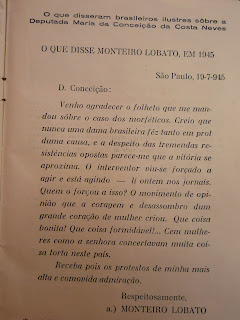 O que disseram brasileiros ilustres sôbre a
Deputada Maria da Conceição da Costa Neves
O QUE DISSE MONTEIRO LOBATO, EM 1945
São Paulo, 19-7-945
D. Conceição:
Venho agradecer o folheto que me man-
dou sôbre o caso dos morféticos. Creio que
nunca uma dama brasileira fêz tanto em prol
duma causa, e a despeito das tremendas re-
sistências opostas parece-me que a vitória se
aproxima. O interventor viu-se forçado a
agir e está agindo — li ontem nos jornais.
Quem o forçou a isso? O movimento de opi-
nião que a coragem e desassombro dum
grande coração de mulher criou. Que coisa
bonita! Que coisa formidável!... Cem mulhe-
res como a senhora concertavam muita coi-
sa torta neste país.
Receba pois os protestos de minha mais
alta e comovida admiração.
Respeitosamente,
a.) MONTEIRO LOBATO